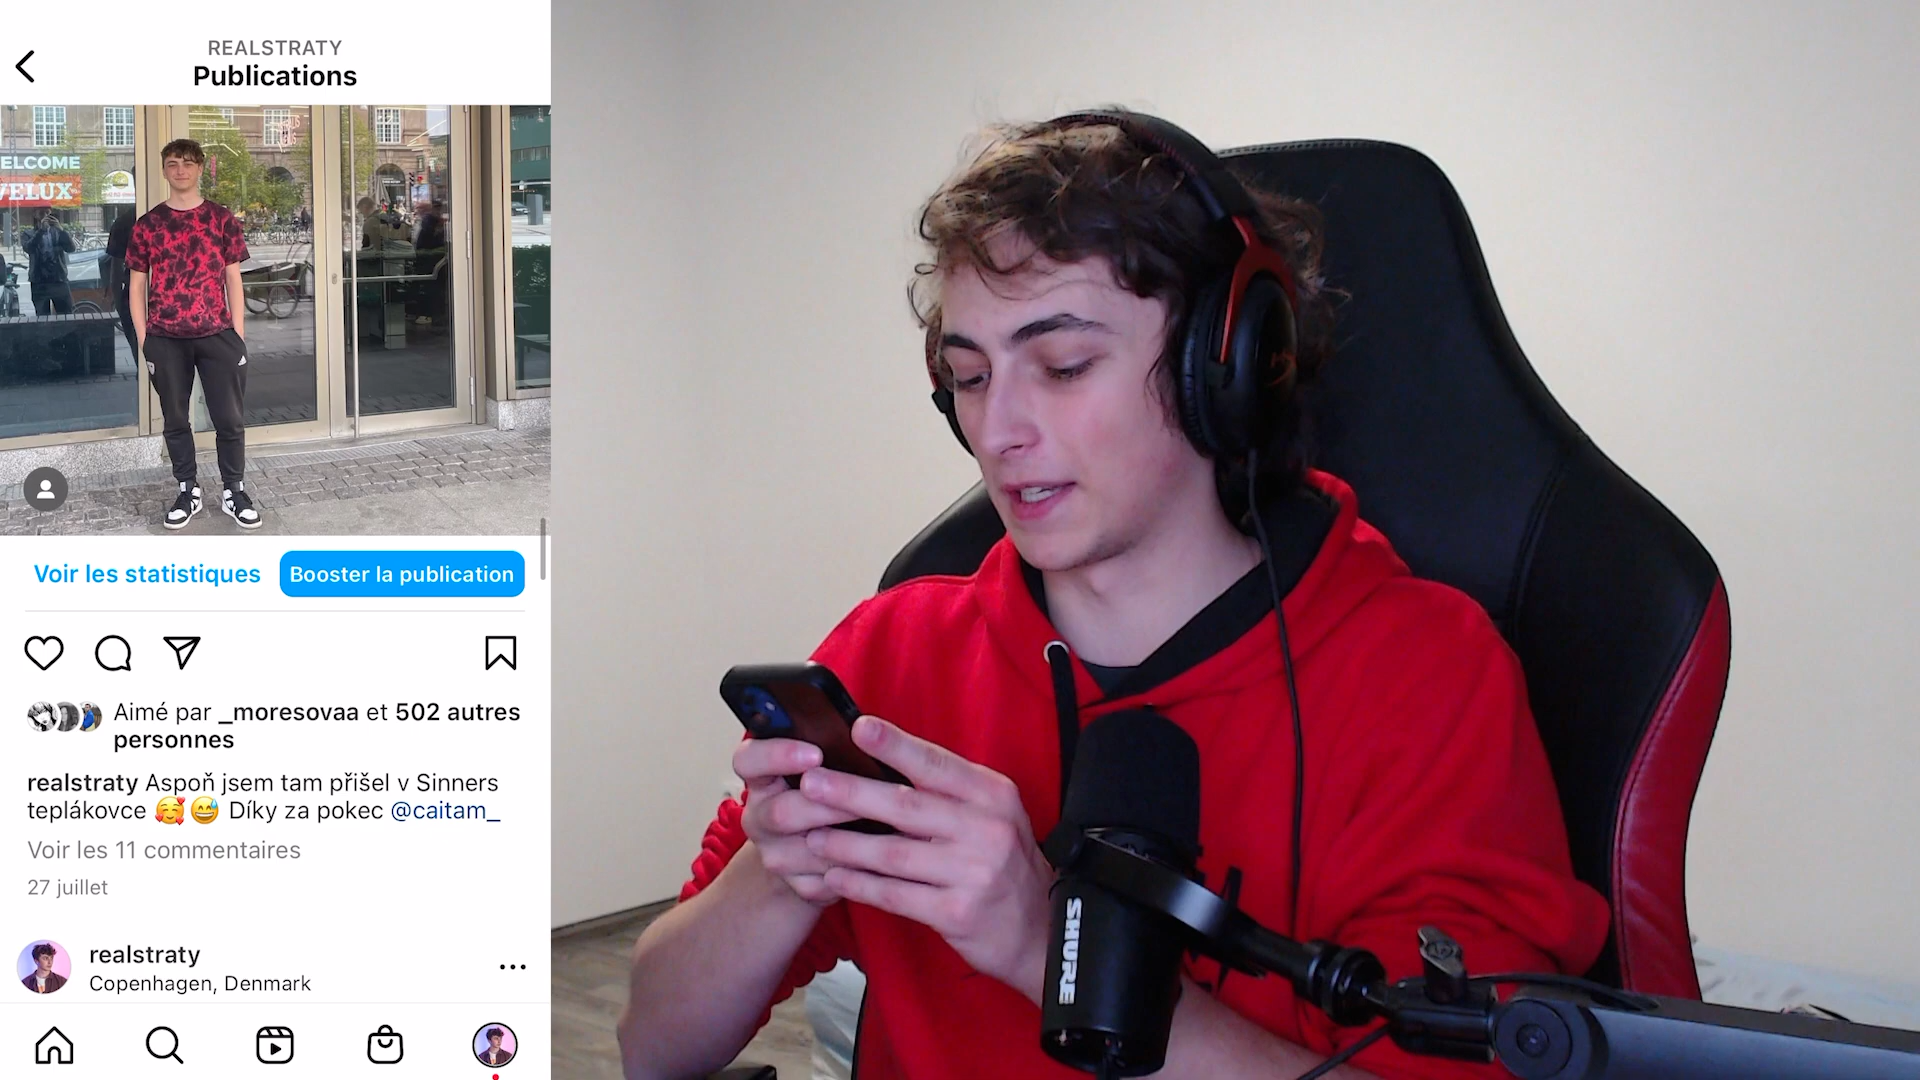 REALSTRATY
Publications
ELCOME
VELUX
Voir les statistiques
Booster la publication
Aimé par _moresovaa et 502 autres
personnes
realstraty Aspoň jsem tam přišel v Sinners
teplákovce 🥰😅 Díky za pokec @caitam_
Voir les 11 commentaires
27 juillet
realstraty
Copenhagen, Denmark
SHURE